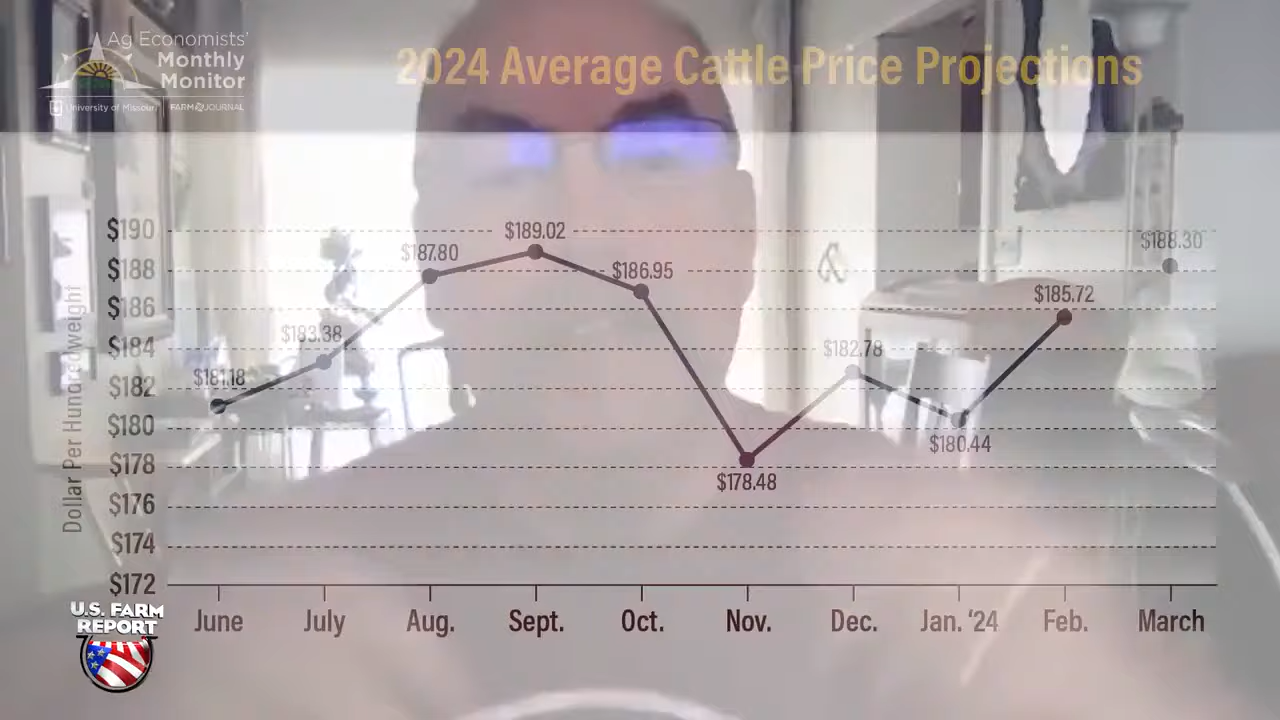 Ag Economists'
Monthly
Monitor
University of Missouri FARM JOURNAL
2024 Average Cattle Price Projections
Dollar Per Hundredweight
$190
$188
$186
$184
$182
$180
$178
$176
$174
$172
$181.18
$183.38
$187.80
$189.02
$186.95
$178.48
$182.78
$180.44
$185.72
$188.30
June July Aug. Sept. Oct. Nov. Dec. Jan. '24 Feb. March
U.S. FARM
REPORT